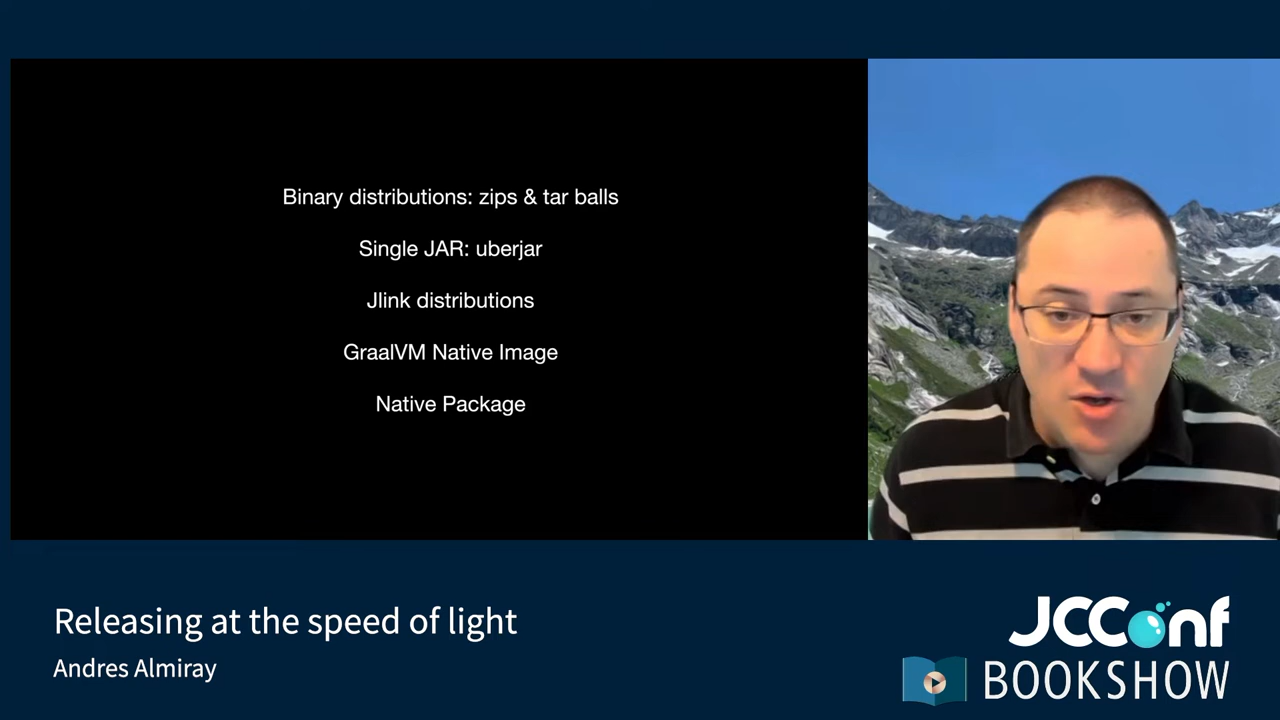 Binary distributions: zips & tar balls
Single JAR: uberjar
Jlink distributions
GraalVM Native Image
Native Package
Releasing at the speed of light
Andres Almiray
JCConf
BOOKSHOW